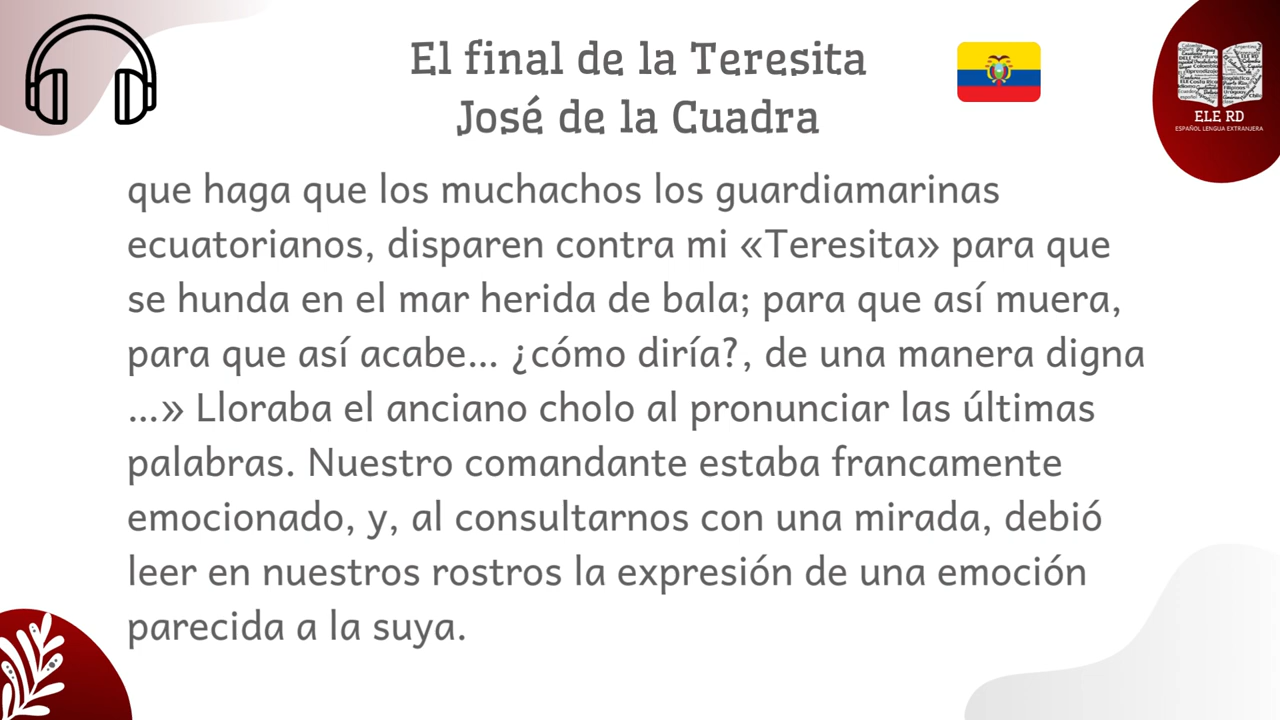 El final de la Teresita
José de la Cuadra
ELE RD
ESPAÑOL LENGUA EXTRANJERA
que haga que los muchachos los guardiamarinas
ecuatorianos, disparen contra mi «Teresita» para que
se hunda en el mar herida de bala; para que así muera,
para que así acabe... ¿cómo diría?, de una manera digna
...» Lloraba el anciano cholo al pronunciar las últimas
palabras. Nuestro comandante estaba francamente
emocionado, y, al consultarnos con una mirada, debió
leer en nuestros rostros la expresión de una emoción
parecida a la suya.